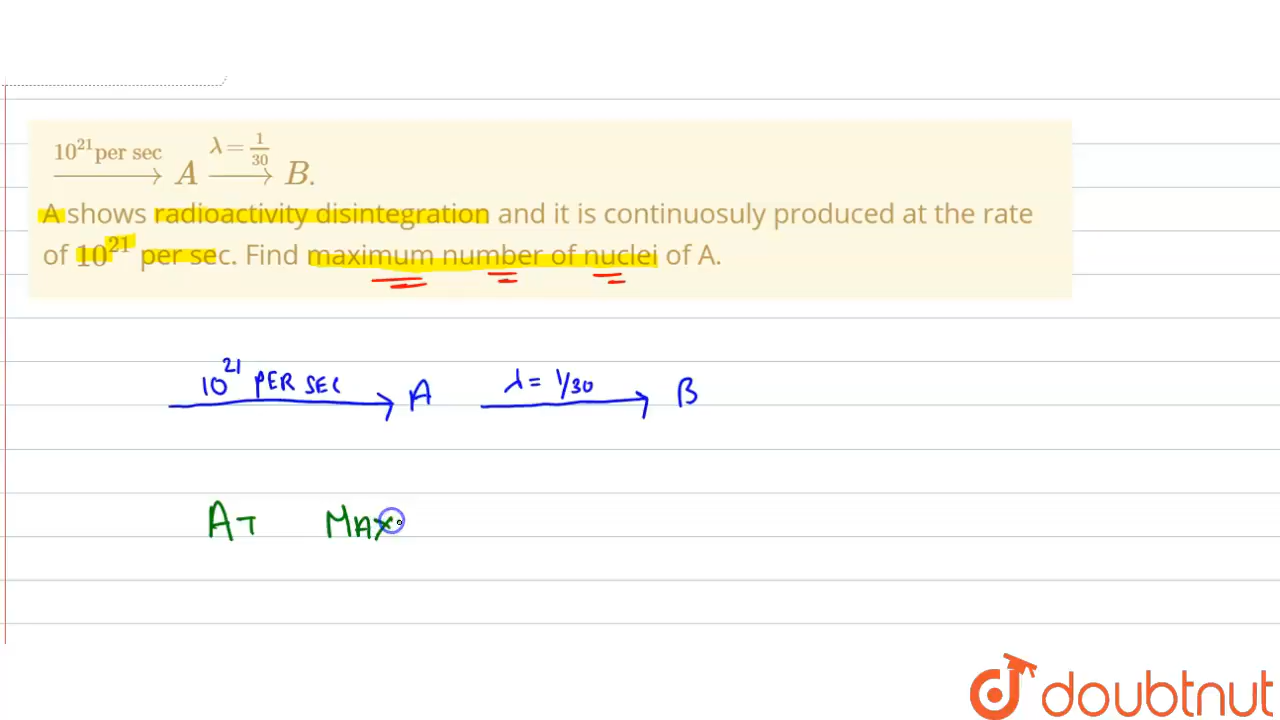 10²¹per sec λ=1/30
A B.
A shows radioactivity disintegration and it is continuosuly produced at the rate
of 10²¹ per sec. Find maximum number of nuclei of A.
10²¹ PER SEC A λ= 1/30 B
AT MAX
doubtnut